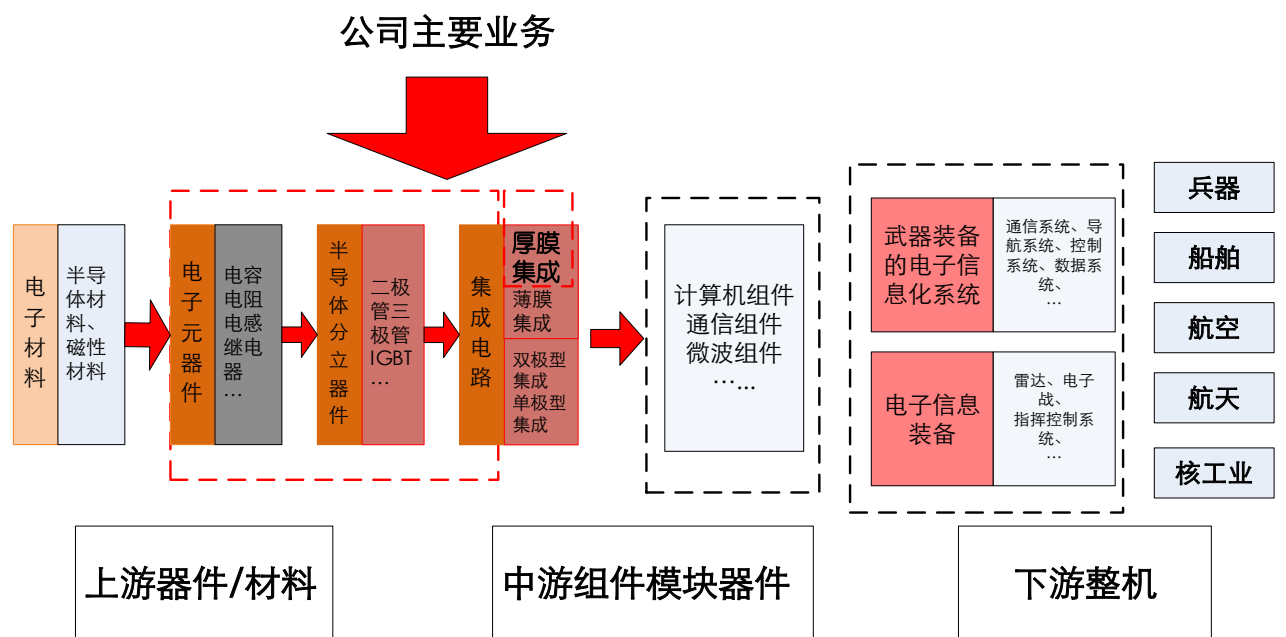 公司主要业务
电子材料
半导
体材
料、
磁性
材料
电子元器件
电容
电阻
电感
继电
器
…
半导体分立器件
二极
管三
极管
IGBT
…
集成电路
厚膜
集成
薄膜
集成
双极型
集成
单极型
集成
计算机组件
通信组件
微波组件
…...
武器装备
的电子信
息化系统
通信系统、导
航系统、控制
系统、数据系
统、
…
电子信息
装备
雷达、电子
战、
指挥控制系
统、
…
兵器
船舶
航空
航天
核工业
上游器件/材料
中游组件模块器件
下游整机